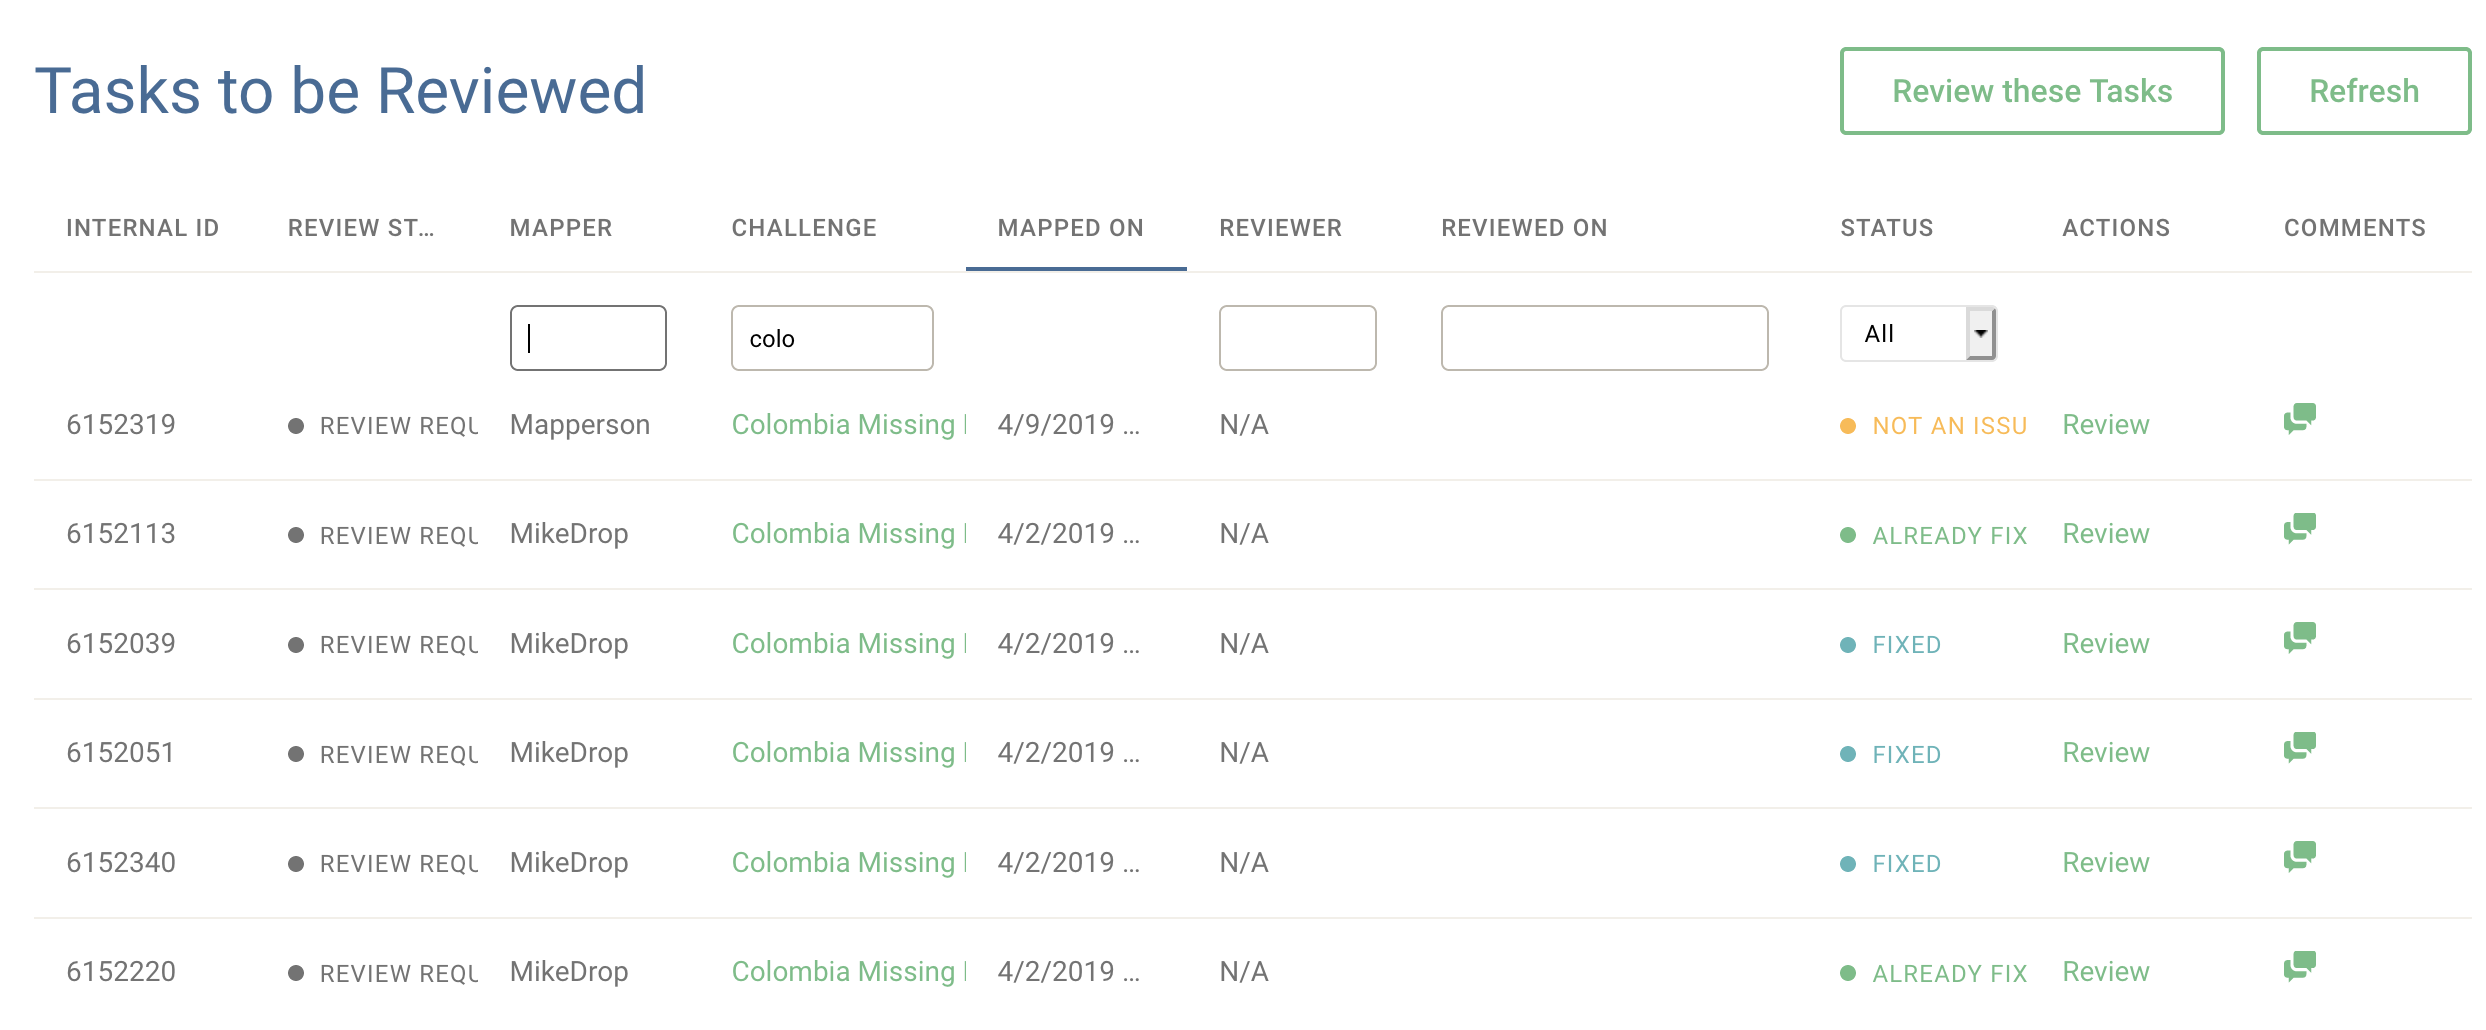 Tasks to be Reviewed Review these Tasks Refresh
INTERNAL ID REVIEW ST... MAPPER CHALLENGE MAPPED ON REVIEWER REVIEWED ON STATUS ACTIONS COMMENTS
colo All
6152319 REVIEW REQU Mapperson Colombia Missing 4/9/2019 ... N/A NOT AN ISSU Review
6152113 REVIEW REQU MikeDrop Colombia Missing 4/2/2019 ... N/A ALREADY FIX Review
6152039 REVIEW REQU MikeDrop Colombia Missing 4/2/2019 ... N/A FIXED Review
6152051 REVIEW REQU MikeDrop Colombia Missing 4/2/2019 ... N/A FIXED Review
6152340 REVIEW REQU MikeDrop Colombia Missing 4/2/2019 ... N/A FIXED Review
6152220 REVIEW REQU MikeDrop Colombia Missing 4/2/2019 ... N/A ALREADY FIX Review